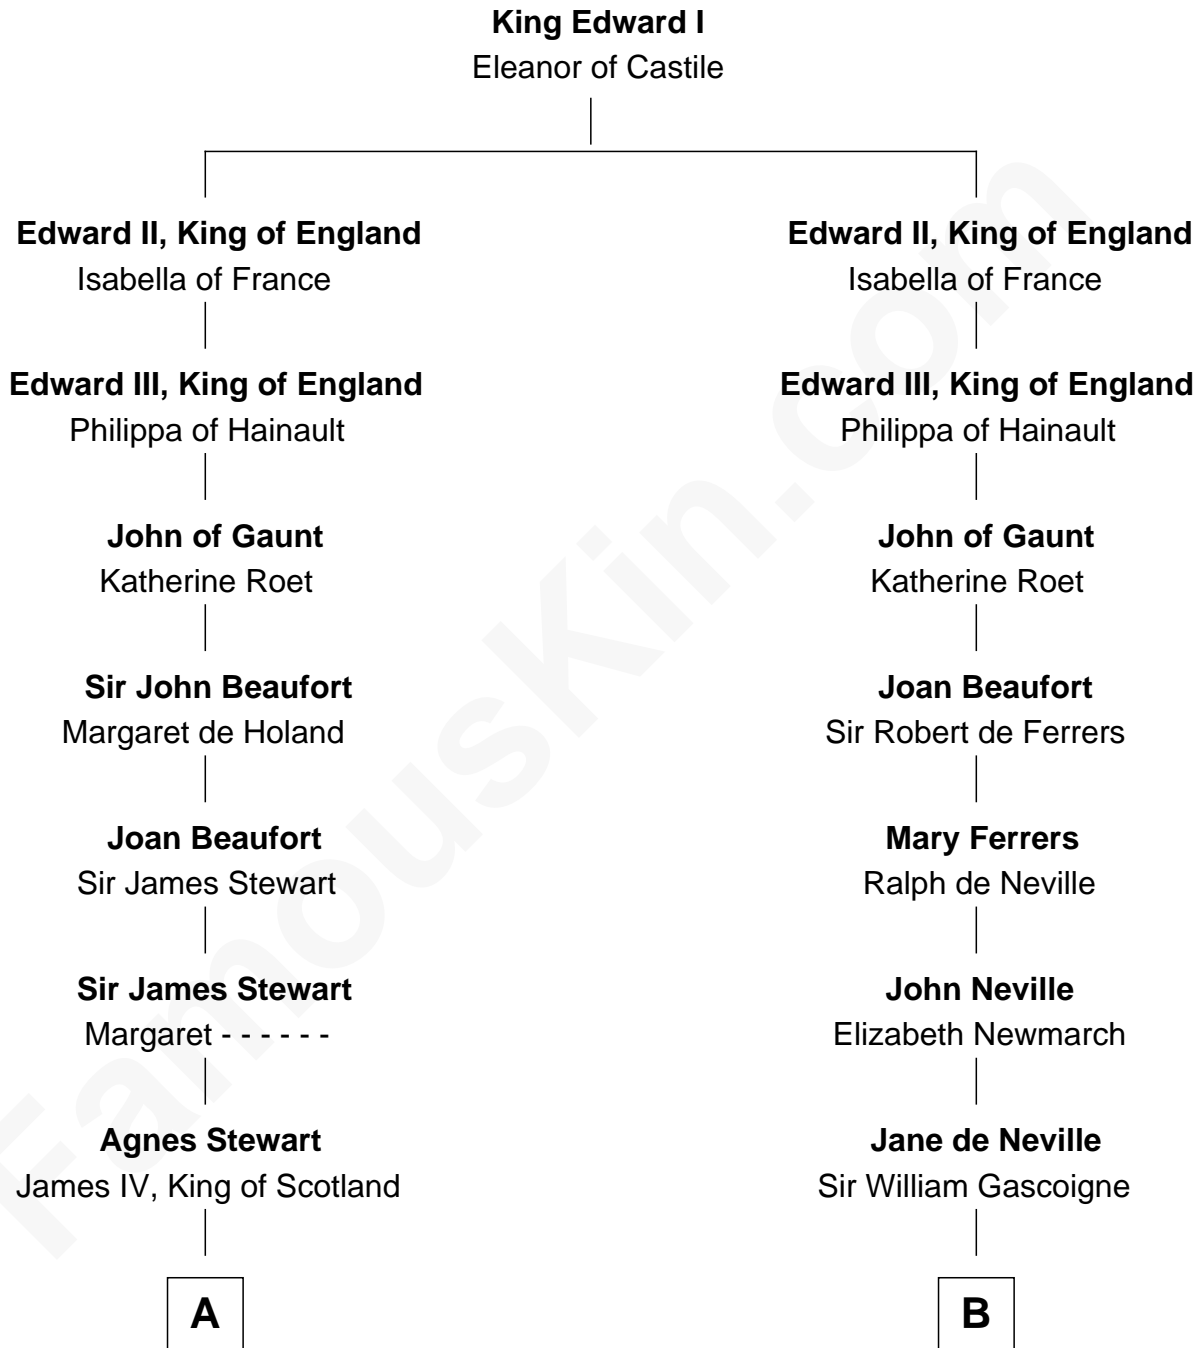 King Edward I
Eleanor of Castile
Edward II, King of England
Isabella of France
Edward II, King of England
Isabella of France
Edward III, King of England
Philippa of Hainault
Edward III, King of England
Philippa of Hainault
John of Gaunt
Katherine Roet
John of Gaunt
Katherine Roet
Sir John Beaufort
Margaret de Holand
Joan Beaufort
Sir Robert de Ferrers
Joan Beaufort
Sir James Stewart
Mary Ferrers
Ralph de Neville
Sir James Stewart
Margaret - - - - - -
John Neville
Elizabeth Newmarch
Agnes Stewart
James IV, King of Scotland
Jane de Neville
Sir William Gascoigne
A
B
FamousKin.com